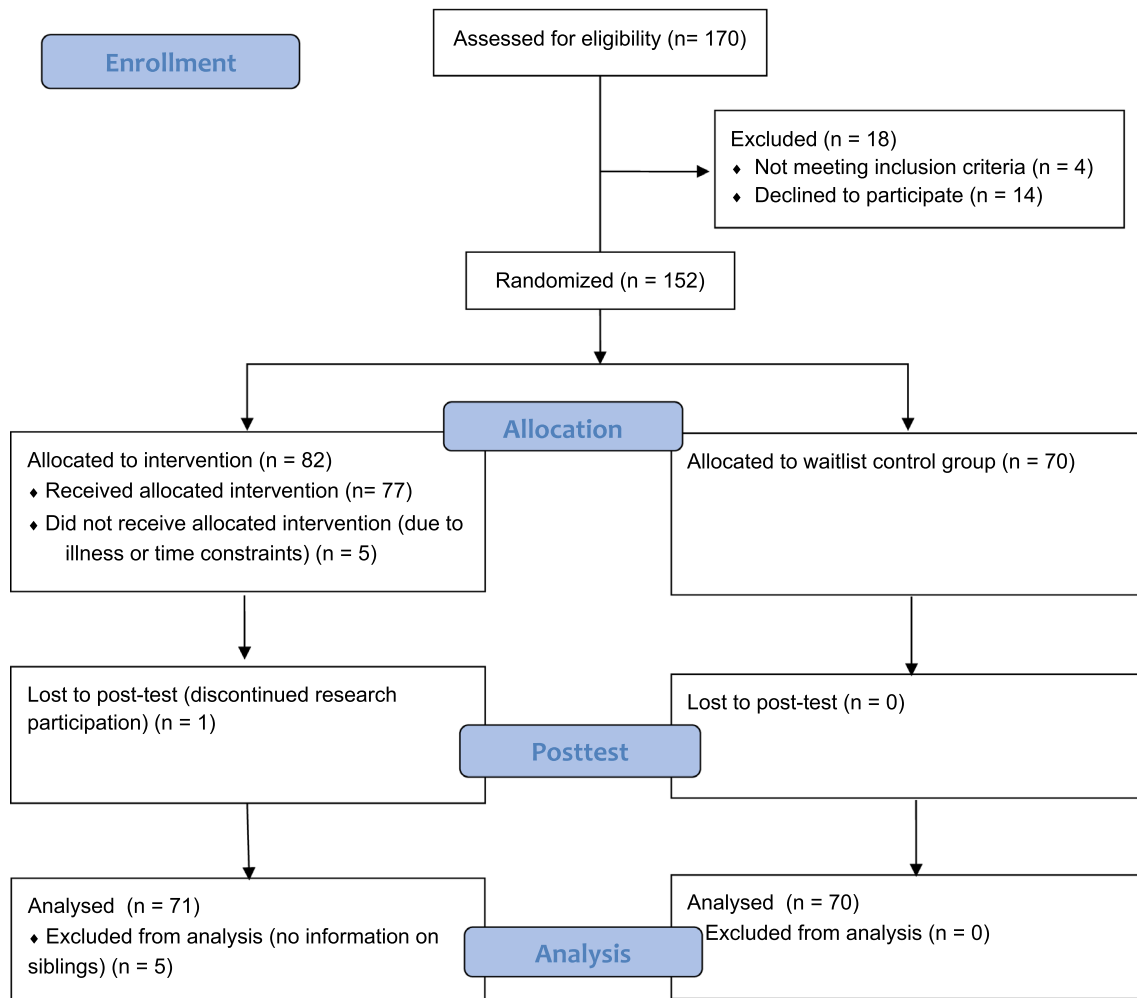 Enrollment
Assessed for eligibility (n= 170)
Excluded (n = 18)
♦ Not meeting inclusion criteria (n = 4)
♦ Declined to participate (n = 14)
Randomized (n = 152)
Allocation
Allocated to intervention (n = 82)
♦ Received allocated intervention (n= 77)
♦ Did not receive allocated intervention (due to
illness or time constraints) (n = 5)
Allocated to waitlist control group (n = 70)
Lost to post-test (discontinued research
participation) (n = 1)
Lost to post-test (n = 0)
Posttest
Analysed (n = 71)
♦ Excluded from analysis (no information on
siblings) (n = 5)
Analysed (n = 70)
Excluded from analysis (n = 0)
Analysis